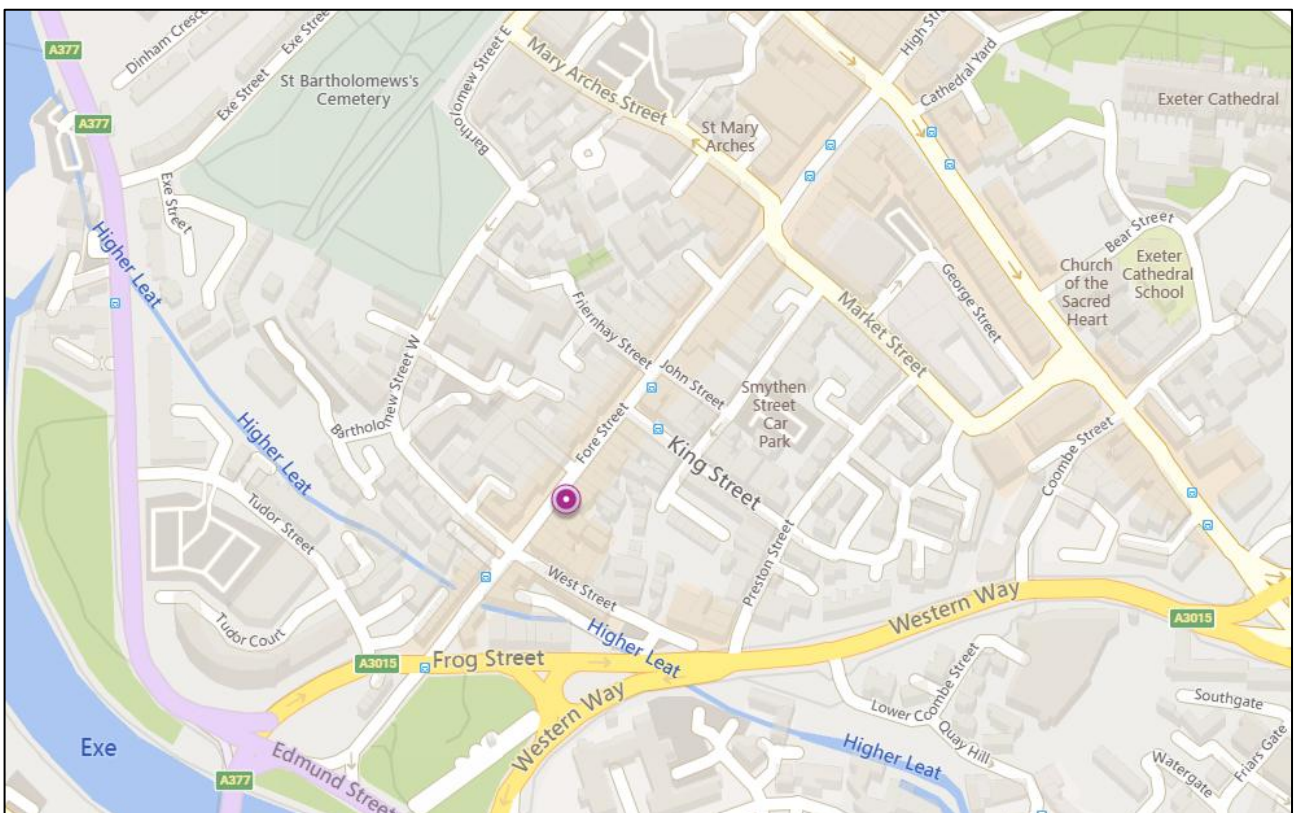 A377
Dinham Cresce
Exe Street
Exe Street
St Bartholomews's
Cemetery
Bartholomew Street E
Mary Arches Street
High Stre
Cathedral Yard
Exeter Cathedral
A377
St Mary
Arches
Bartholo
Exe Street
Higher Leat
Bear Street
Church
of the
Sacred
Heart
Exeter
Cathedral
School
George Street
Market Street
Friernhay Street
John Street
Smythen
Street
Car
Park
Bartholomew Street W
Fore Street
King Street
Higher Leat
Coombe Street
Tudor Street
Preston Street
West Street
Western Way
Tudor Court
Higher Leat
A3015
A3015
Frog Street
Western Way
Lower Coombe Street
Quay Hill
Southgate
Friars Gate
Watergate
Higher Leat
Exe
Edmund Street
A377